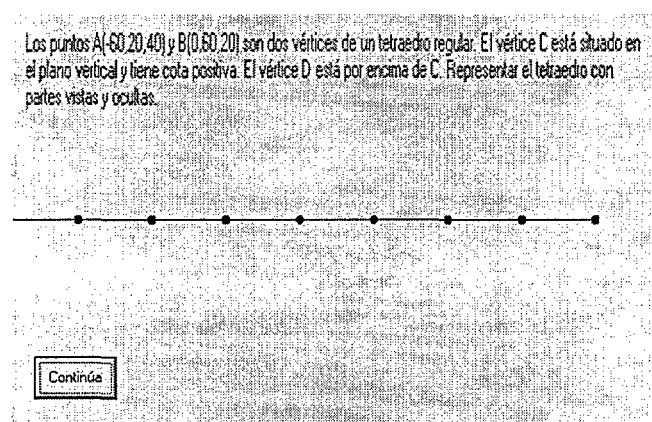 Los puntos A(-60,20,40) y B(0,60,20) son dos vértices de un tetraedro regular. El vértice C está situado en
el plano vertical y tiene cota positiva. El vértice D está por encima de C. Representar el tetraedro con
partes vistas y ocultas.
Continúa